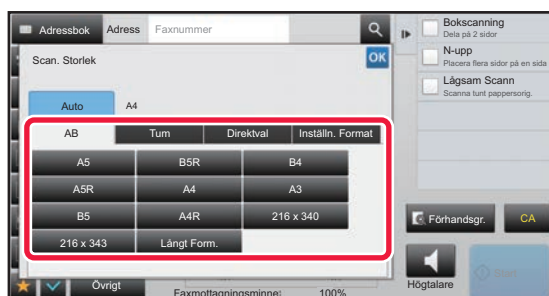 Adressbok Adress Faxnummer
Scan. Storlek OK
Auto A4
AB Tum Direktval Inställn. Format
A5 B5R B4
A5R A4 A3
B5 A4R 216 x 340
216 x 343 Långt Form.
Övrigt
Faxmottagningsminne: 100%
Bokscanning
Dela på 2 sidor
N-upp
Placera flera sidor på en sida
Lågsam Scann
Scanna tunt pappersorig.
Förhandsgr. CA
Högtalare Start